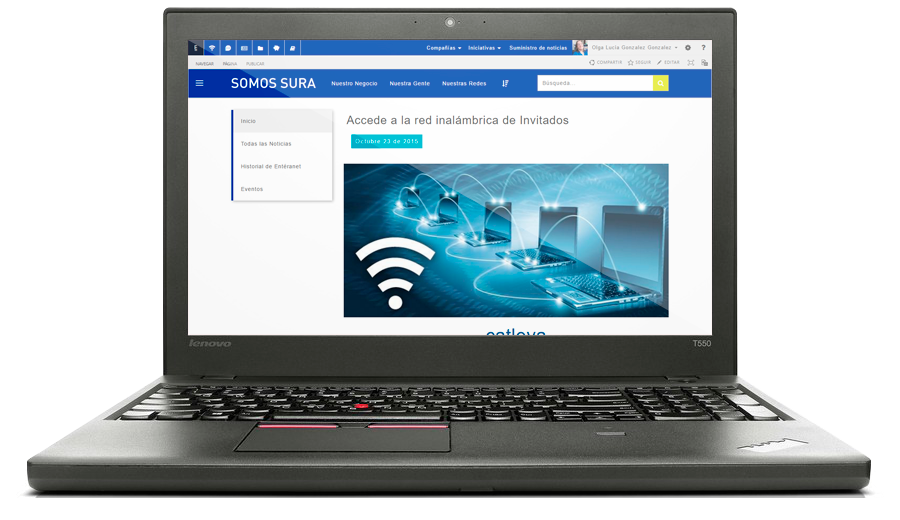 E
Compañías Iniciativas Suministro de noticias Olga Lucía Gonzalez Gonzalez ?
NAVEGAR PÁGINA PUBLICAR COMPARTIR SEGUIR EDITAR
SOMOS SURA Nuestro Negocio Nuestra Gente Nuestras Redes Búsqueda...
Inicio
Todas las Noticias
Historial de Entéranet
Eventos
Accede a la red inalámbrica de Invitados
Octubre 23 de 2015
lenovo T550